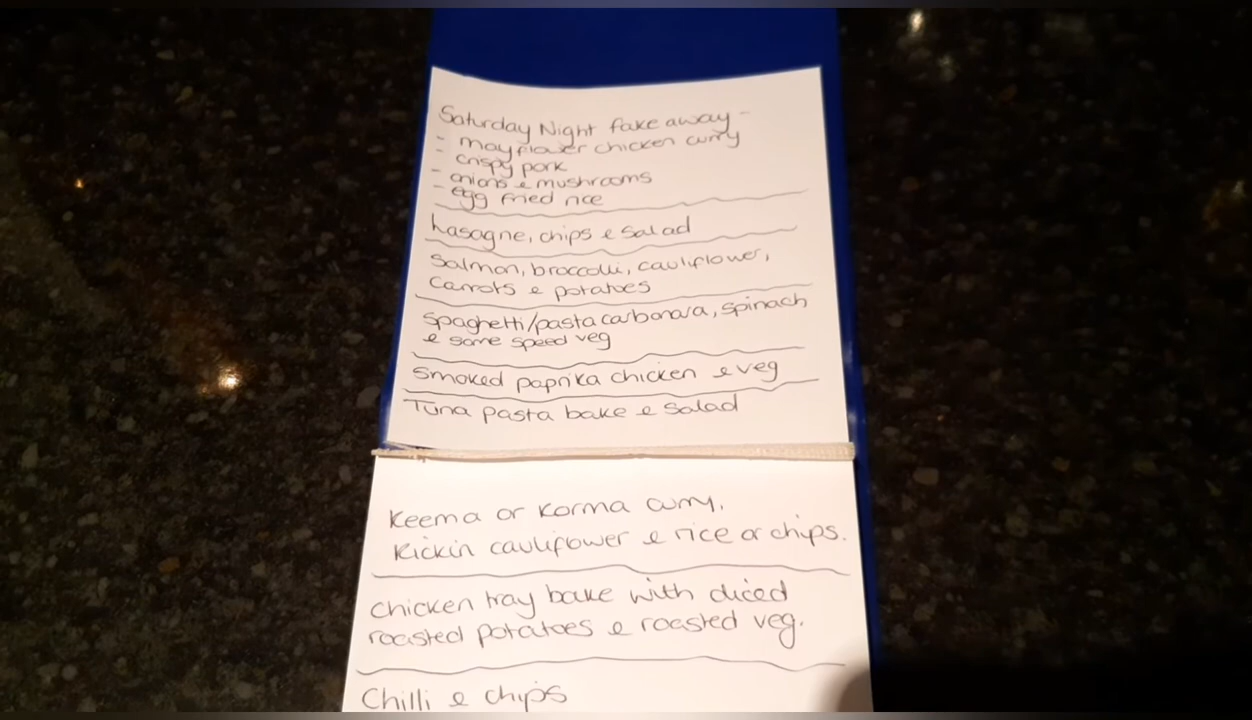 Saturday Night fake away -
- mayflower chicken curry
- crispy pork
- onions & mushrooms
- egg fried rice
Lasagne, chips & salad
Salmon, broccolli, cauliflower,
carrots & potatoes
Spaghetti/pasta carbonara, spinach
& some speed veg
Smoked paprika chicken & veg
Tuna pasta bake & salad
Keema or Korma curry.
Kickin cauliflower & rice or chips.
Chicken tray bake with diced
roasted potatoes & roasted veg.
Chilli & chips